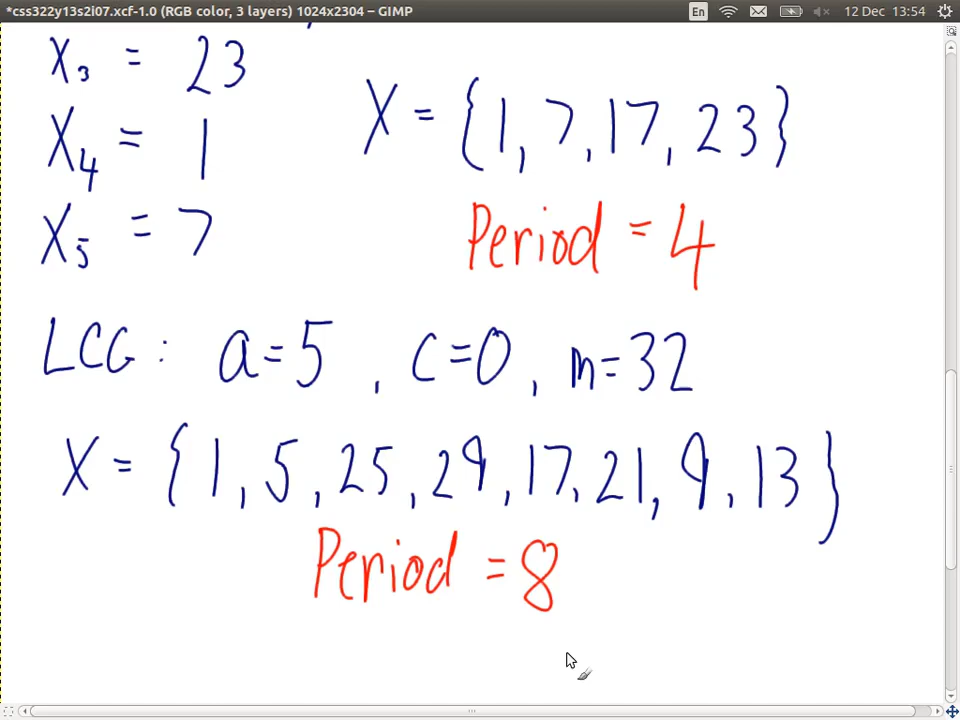 *css322y13s2i07.xcf-1.0 (RGB color, 3 layers) 1024x2304 – GIMP
En
12 Dec 13:54
X3 = 23
X4 = 1
X5 = 7
X = {1, 7, 17, 23}
Period = 4
LCG : a=5 , c=0 , m=32
X = {1, 5, 25, 29, 17, 21, 9, 13}
Period = 8